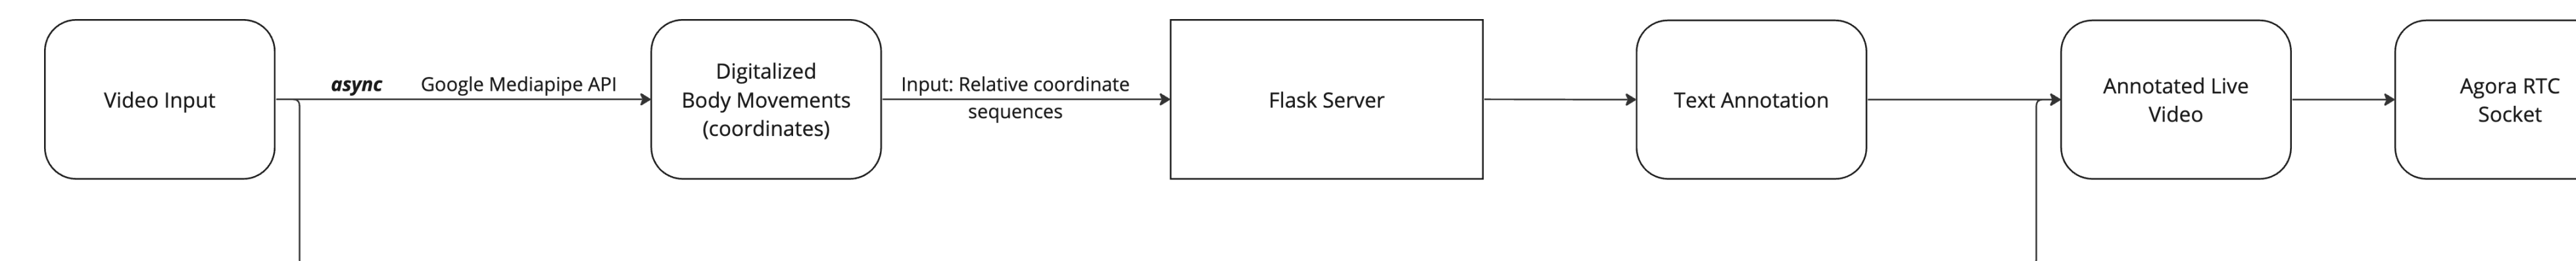 Video Input
async
Google Mediapipe API
Digitalized
Body Movements
(coordinates)
Input: Relative coordinate
sequences
Flask Server
Text Annotation
Annotated Live
Video
Agora RTC
Socket